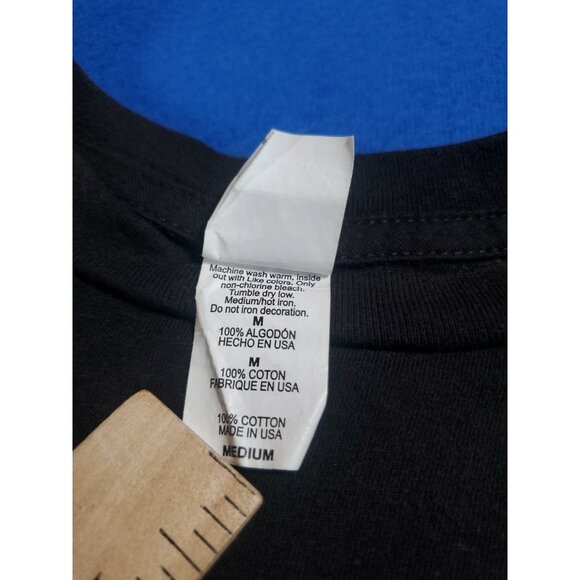 Machine wash warm, inside
out with Like colors. Only
non-chlorine bleach.
Tumble dry low.
Medium/hot iron.
Do not iron decoration.
M
100% ALGODÓN
HECHO EN USA
M
100% COTON
FABRIQUE EN USA
100% COTTON
MADE IN USA
MEDIUM